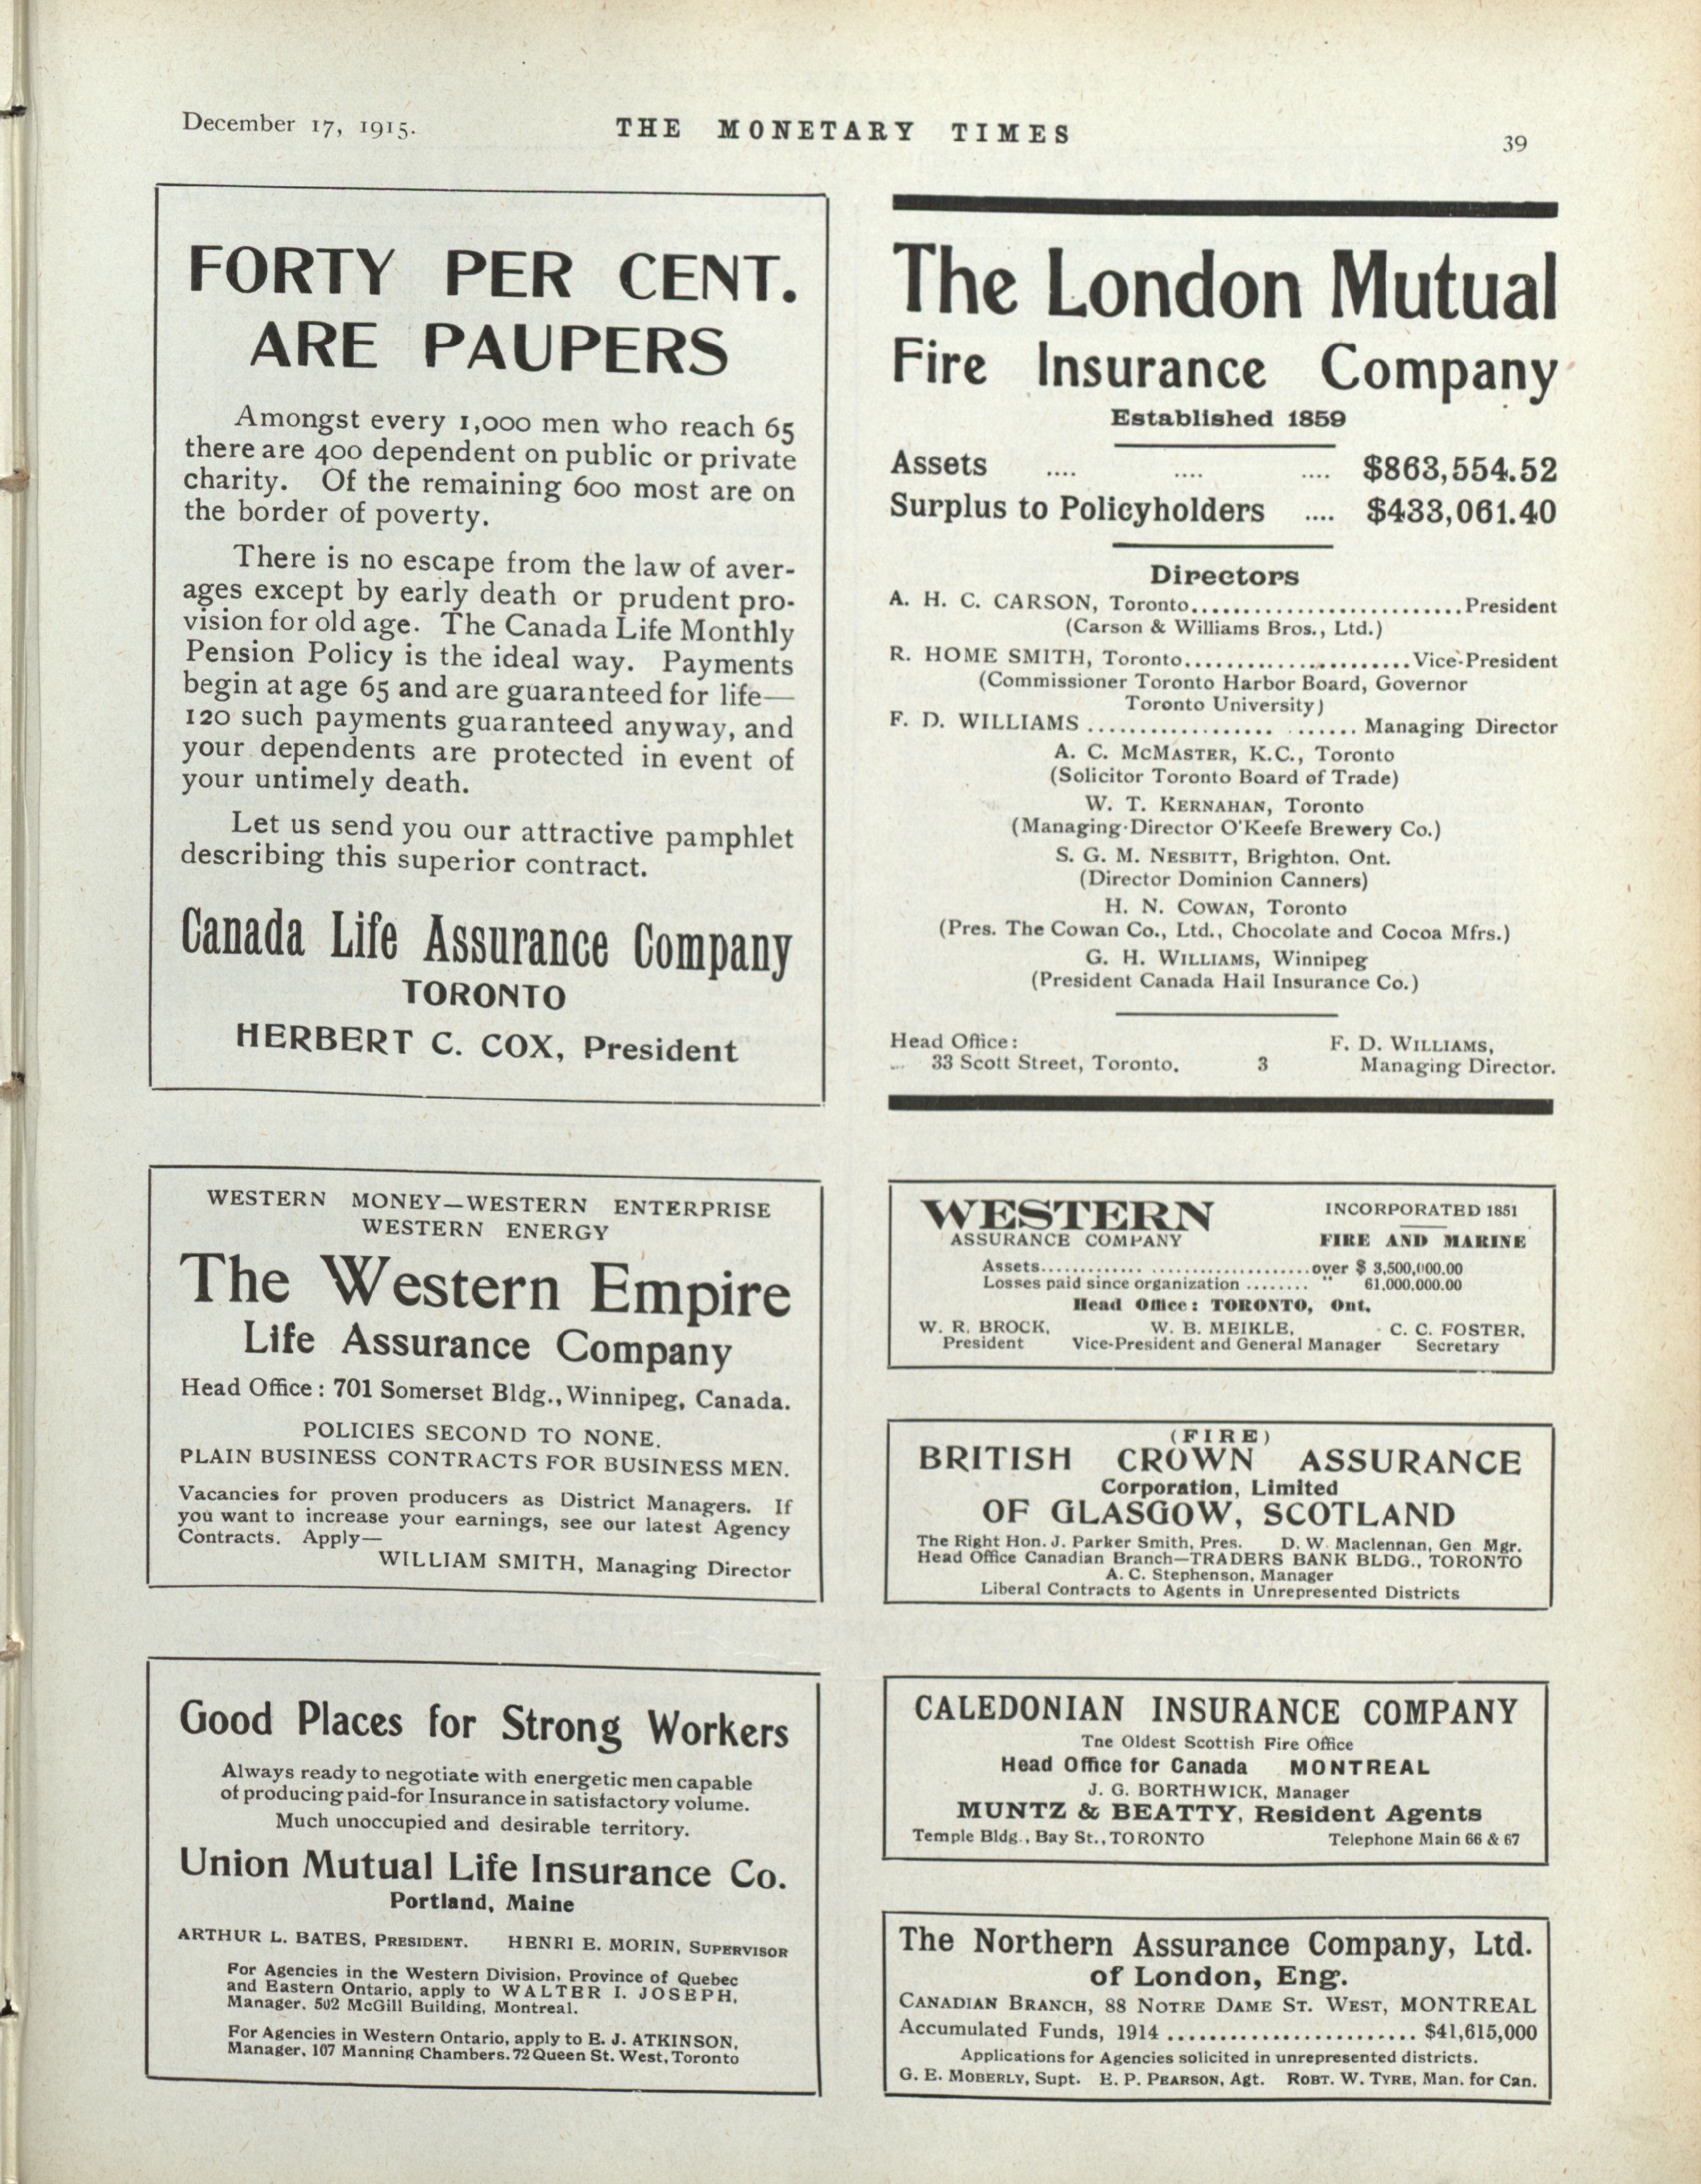 December 17, 1915.
THE MONETARY TIMES
39
FORTY PER CENT.
ARE PAUPERS
Amongst every 1,000 men who reach 65
there are 400 dependent on public or private
charity. Of the remaining 600 most are on
the border of poverty.
There is no escape from the law of aver-
ages except by early death or prudent pro-
vision for old age. The Canada Life Monthly
Pension Policy is the ideal way. Payments
begin at age 65 and are guaranteed for life—
120 such payments guaranteed anyway, and
your dependents are protected in event of
your untimely death.
Let us send you our attractive pamphlet
describing this superior contract.
Canada Life Assurance Company
TORONTO
HERBERT C. COX, President
WESTERN MONEY—WESTERN ENTERPRISE
WESTERN ENERGY
The Western Empire
Life Assurance Company
Head Office: 701 Somerset Bldg., Winnipeg, Canada.
POLICIES SECOND TO NONE.
PLAIN BUSINESS CONTRACTS FOR BUSINESS MEN.
Vacancies for proven producers as District Managers. If
you want to increase your earnings, see our latest Agency
Contracts. Apply—
WILLIAM SMITH, Managing Director
Good Places for Strong Workers
Always ready to negotiate with energetic men capable
of producing paid-for Insurance in satisfactory volume.
Much unoccupied and desirable territory.
Union Mutual Life Insurance Co.
Portland, Maine
ARTHUR L. BATES, PRESIDENT. HENRI E. MORIN, SUPERVISOR
For Agencies in the Western Division, Province of Quebec
and Eastern Ontario, apply to WALTER I. JOSEPH,
Manager, 502 McGill Building, Montreal.
For Agencies in Western Ontario, apply to E. J. ATKINSON,
Manager, 107 Manning Chambers, 72 Queen St. West, Toronto
The London Mutual
Fire Insurance Company
Established 1859
Assets .... .... .... $863,554.52
Surplus to Policyholders .... $433,061.40
Directors
A. H. C. CARSON, Toronto..........................President
(Carson & Williams Bros., Ltd.)
R. HOME SMITH, Toronto......................Vice-President
(Commissioner Toronto Harbor Board, Governor
Toronto University)
F. D. WILLIAMS .................. ....... Managing Director
A. C. MCMASTER, K.C., Toronto
(Solicitor Toronto Board of Trade)
W. T. KERNAHAN, Toronto
(Managing-Director O'Keefe Brewery Co.)
S. G. M. NESBITT, Brighton, Ont.
(Director Dominion Canners)
H. N. COWAN, Toronto
(Pres. The Cowan Co., Ltd., Chocolate and Cocoa Mfrs.)
G. H. WILLIAMS, Winnipeg
(President Canada Hail Insurance Co.)
Head Office: F. D. WILLIAMS,
33 Scott Street, Toronto. 3 Managing Director.
WESTERN INCORPORATED 1851
ASSURANCE COMPANY FIRE AND MARINE
Assets............. ....................over $ 3,500,000.00
Losses paid since organization ........ " 61,000,000.00
Head Office: TORONTO, Ont.
W. R. BROCK, W. B. MEIKLE, C. C. FOSTER,
President Vice-President and General Manager Secretary
(FIRE)
BRITISH CROWN ASSURANCE
Corporation, Limited
OF GLASGOW, SCOTLAND
The Right Hon. J. Parker Smith, Pres. D. W. Maclennan, Gen Mgr.
Head Office Canadian Branch—TRADERS BANK BLDG., TORONTO
A. C. Stephenson, Manager
Liberal Contracts to Agents in Unrepresented Districts
CALEDONIAN INSURANCE COMPANY
The Oldest Scottish Fire Office
Head Office for Canada MONTREAL
J. G. BORTHWICK, Manager
MUNTZ & BEATTY, Resident Agents
Temple Bldg., Bay St., TORONTO Telephone Main 66 & 67
The Northern Assurance Company, Ltd.
of London, Eng.
CANADIAN BRANCH, 88 NOTRE DAME ST. WEST, MONTREAL
Accumulated Funds, 1914 ........................ $41,615,000
Applications for Agencies solicited in unrepresented districts.
G. E. MOBERLY, Supt. E. P. PEARSON, Agt. ROBT. W. TYRE, Man. for Can.